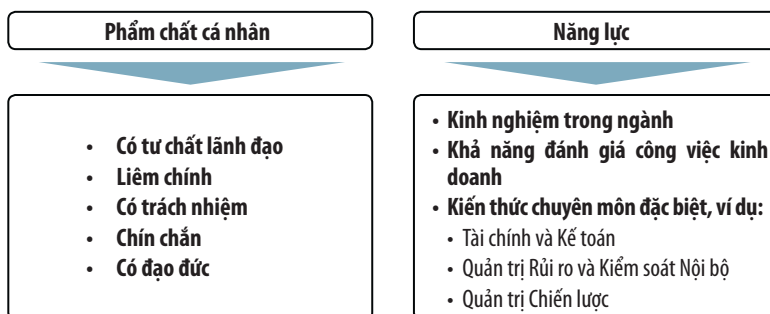 Phẩm chất cá nhân
• Có tư chất lãnh đạo
• Liêm chính
• Có trách nhiệm
• Chín chắn
• Có đạo đức
Năng lực
• Kinh nghiệm trong ngành
• Khả năng đánh giá công việc kinh
doanh
• Kiến thức chuyên môn đặc biệt, ví dụ:
• Tài chính và Kế toán
• Quản trị Rủi ro và Kiểm soát Nội bộ
• Quản trị Chiến lược